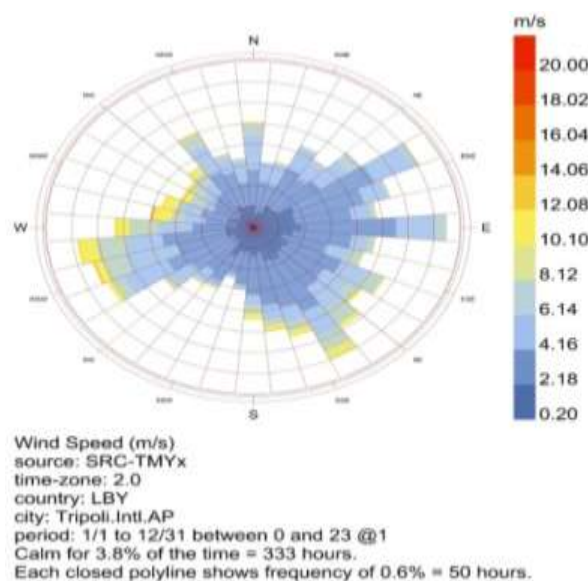 m/s
N
W
E
S
20.00
18.02
16.04
14.06
12.08
10.10
8.12
6.14
4.16
2.18
0.20
Wind Speed (m/s)
source: SRC-TMYx
time-zone: 2.0
country: LBY
city: Tripoli.Intl.AP
period: 1/1 to 12/31 between 0 and 23 @1
Calm for 3.8% of the time = 333 hours.
Each closed polyline shows frequency of 0.6% = 50 hours.